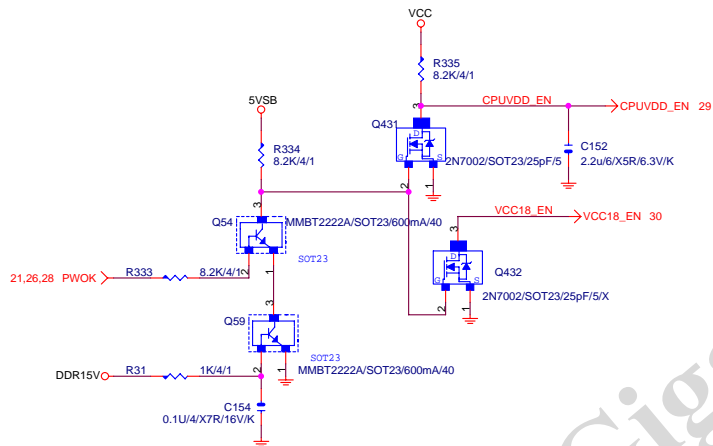 VCC
R335
8.2K/4/1
3
CPUVDD_EN
CPUVDD_EN 29
5VSB
Q431
D
G
S
2N7002/SOT23/25pF/5
C152
2.2u/6/X5R/6.3V/K
R334
8.2K/4/1
2
1
3
Q54
MMBT2222A/SOT23/600mA/40
SOT23
VCC18_EN
VCC18_EN 30
3
D
G
S
Q432
2N7002/SOT23/25pF/5/X
2
1
21,26,28 PWOK
R333
8.2K/4/1
2
1
3
Q59
SOT23
MMBT2222A/SOT23/600mA/40
DDR15V
R31
1K/4/1
2
1
C154
0.1U/4/X7R/16V/K
Giga